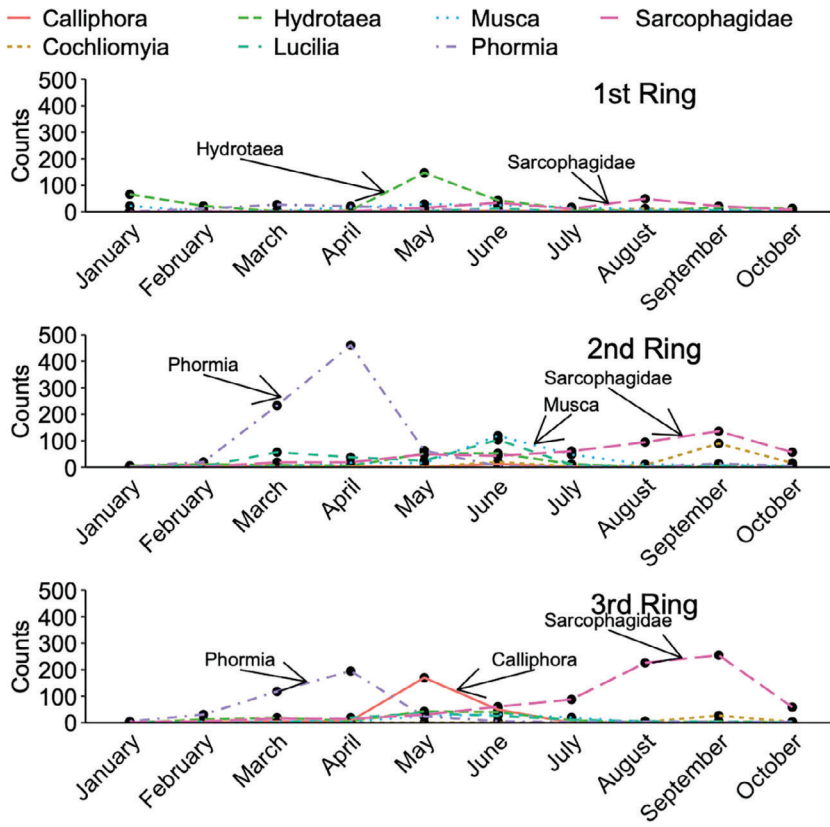 Calliphora Hydrotaea Musca Sarcophagidae
Cochliomyia Lucilia Phormia
500
400
300
200
100
0
Counts
1st Ring
Hydrotaea
Sarcophagidae
January February March April May June July August September October
500
400
300
200
100
0
Counts
2nd Ring
Phormia
Sarcophagidae
Musca
January February March April May June July August September October
500
400
300
200
100
0
Counts
3rd Ring
Sarcophagidae
Phormia
Calliphora
January February March April May June July August September October